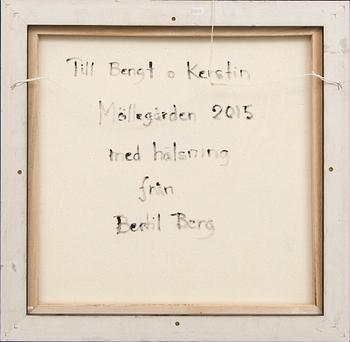 Till Bengt o Kerstin
Möllegården 2015
med hälsning
från
Bertil Berg